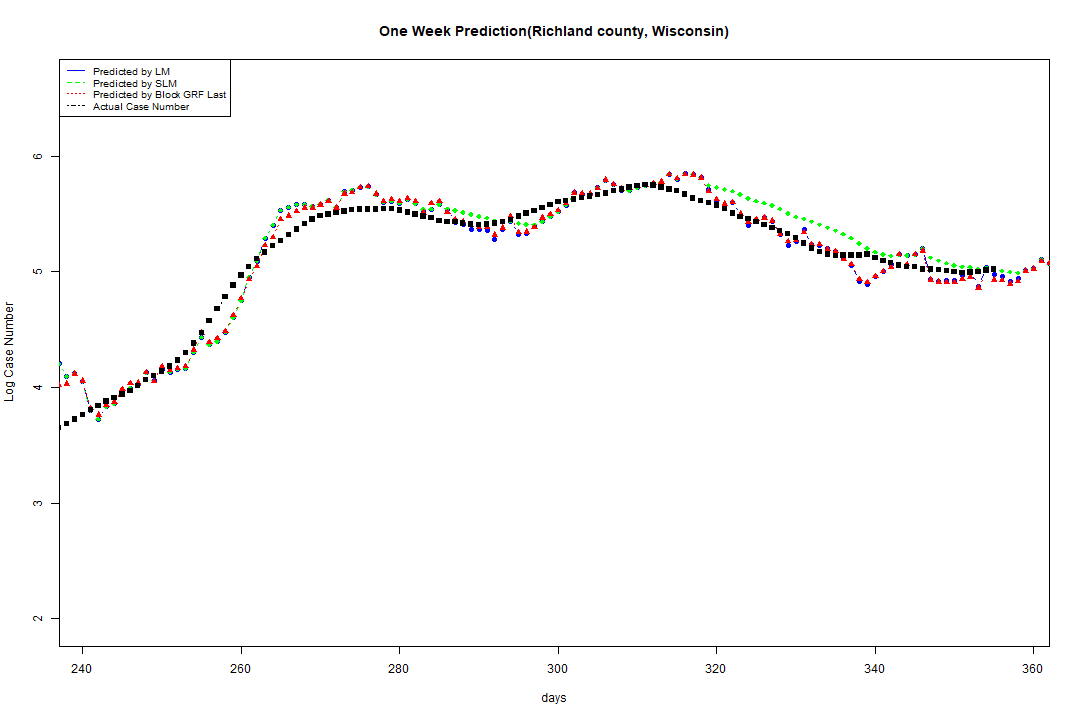 One Week Prediction(Richland county, Wisconsin)
Predicted by LM
Predicted by SLM
Predicted by Block GRF Last
Actual Case Number
6
5
4
3
2
Log Case Number
240 260 280 300 320 340 360
days